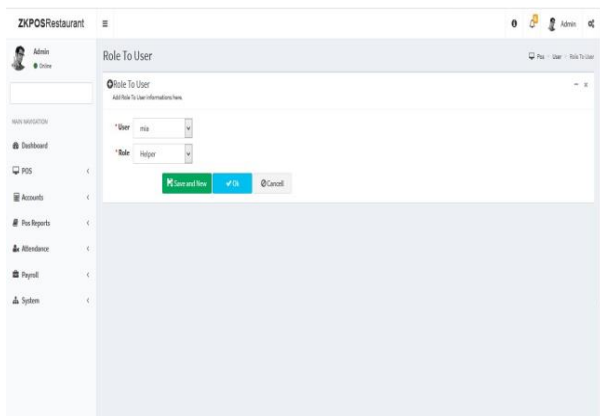 ZKPOSRestaurant
Admin
Admin
Online
Role To User
Pos > User > Role To User
Role To User
Add Role To User informations here.
MAIN NAVIGATION
* User mia
* Role Helper
Save and New Ok Cancell
Dashboard
POS
Accounts
Pos Reports
Attendance
Payroll
System